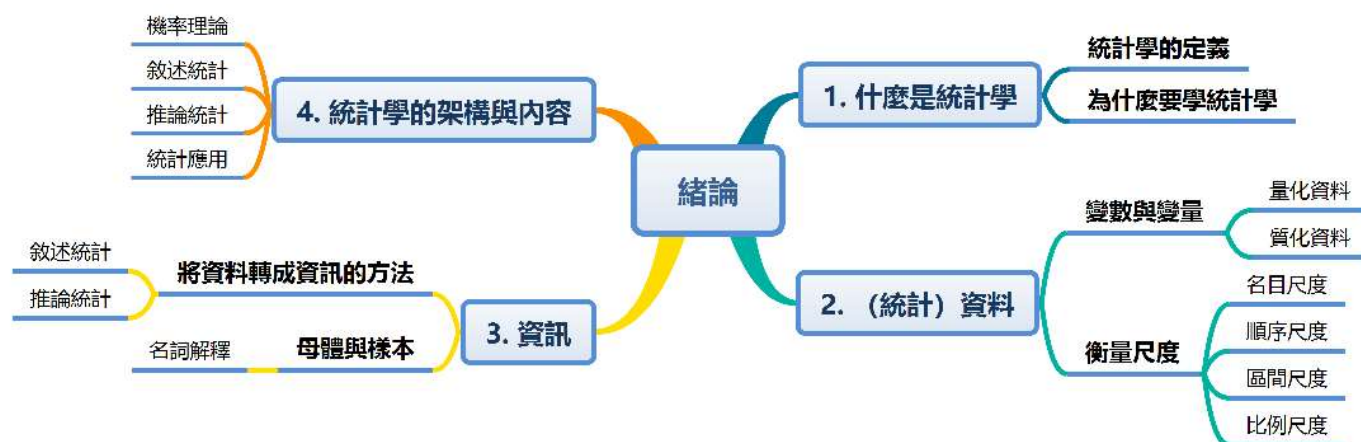 緒論
1. 什麼是統計學
統計學的定義
為什麼要學統計學
2. （統計）資料
變數與變量
量化資料
質化資料
衡量尺度
名目尺度
順序尺度
區間尺度
比例尺度
3. 資訊
將資料轉成資訊的方法
敘述統計
推論統計
母體與樣本
名詞解釋
4. 統計學的架構與內容
機率理論
敘述統計
推論統計
統計應用